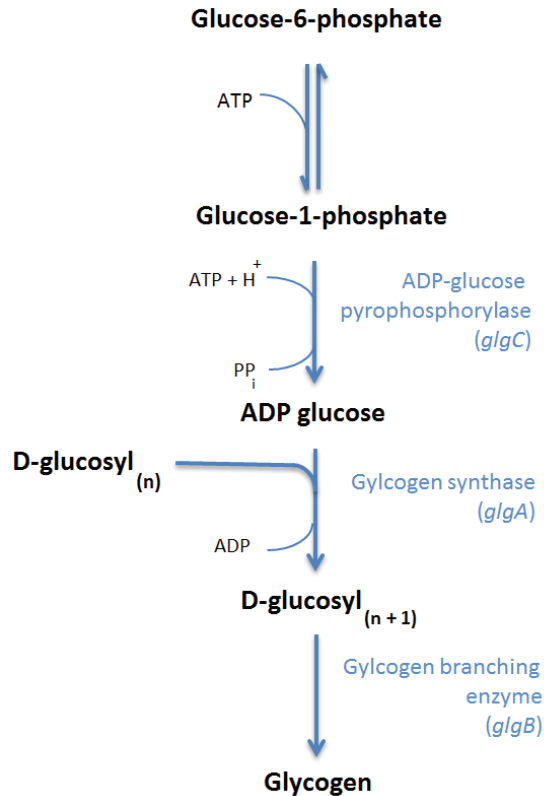 Glucose-6-phosphate
ATP
Glucose-1-phosphate
ATP + H+
ADP-glucose
pyrophosphorylase
(glgC)
PPi
ADP glucose
D-glucosyl(n)
Gylcogen synthase
(glgA)
ADP
D-glucosyl(n + 1)
Gylcogen branching
enzyme
(glgB)
Glycogen